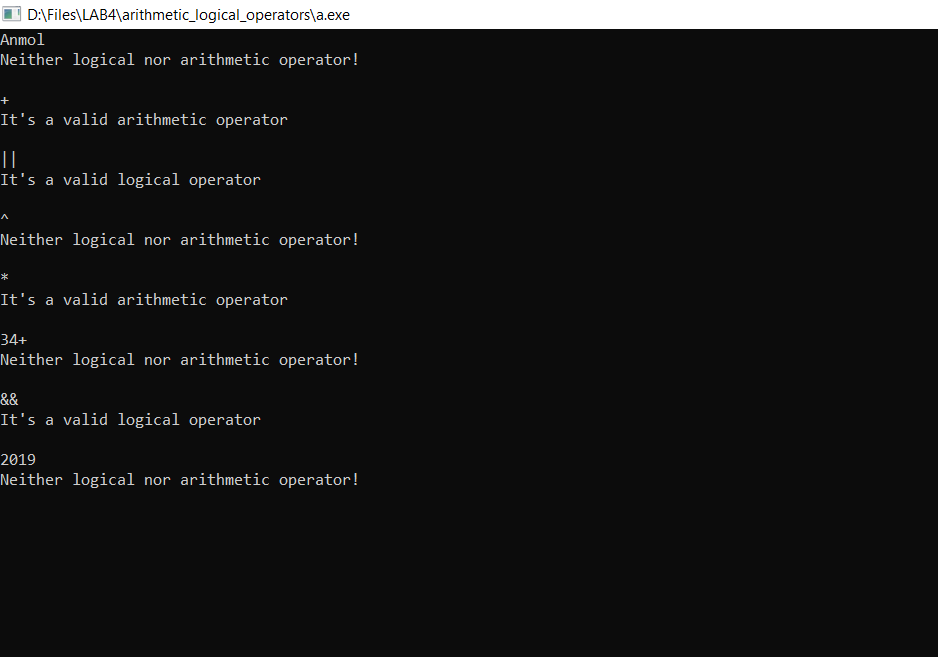 D:\Files\LAB4\arithmetic_logical_operators\a.exe
Anmol
Neither logical nor arithmetic operator!
+
It's a valid arithmetic operator
||
It's a valid logical operator
^
Neither logical nor arithmetic operator!
*
It's a valid arithmetic operator
34+
Neither logical nor arithmetic operator!
&&
It's a valid logical operator
2019
Neither logical nor arithmetic operator!